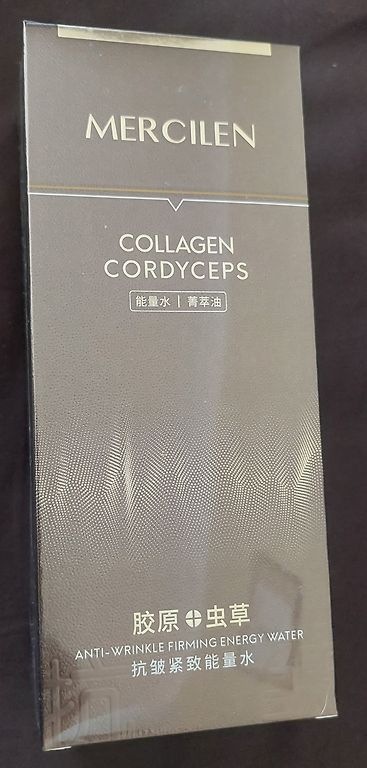 MERCILEN
COLLAGEN
CORDYCEPS
能量水 | 菁萃油
胶原 虫草
ANTI-WRINKLE FIRMING ENERGY WATER
抗皱紧致能量水